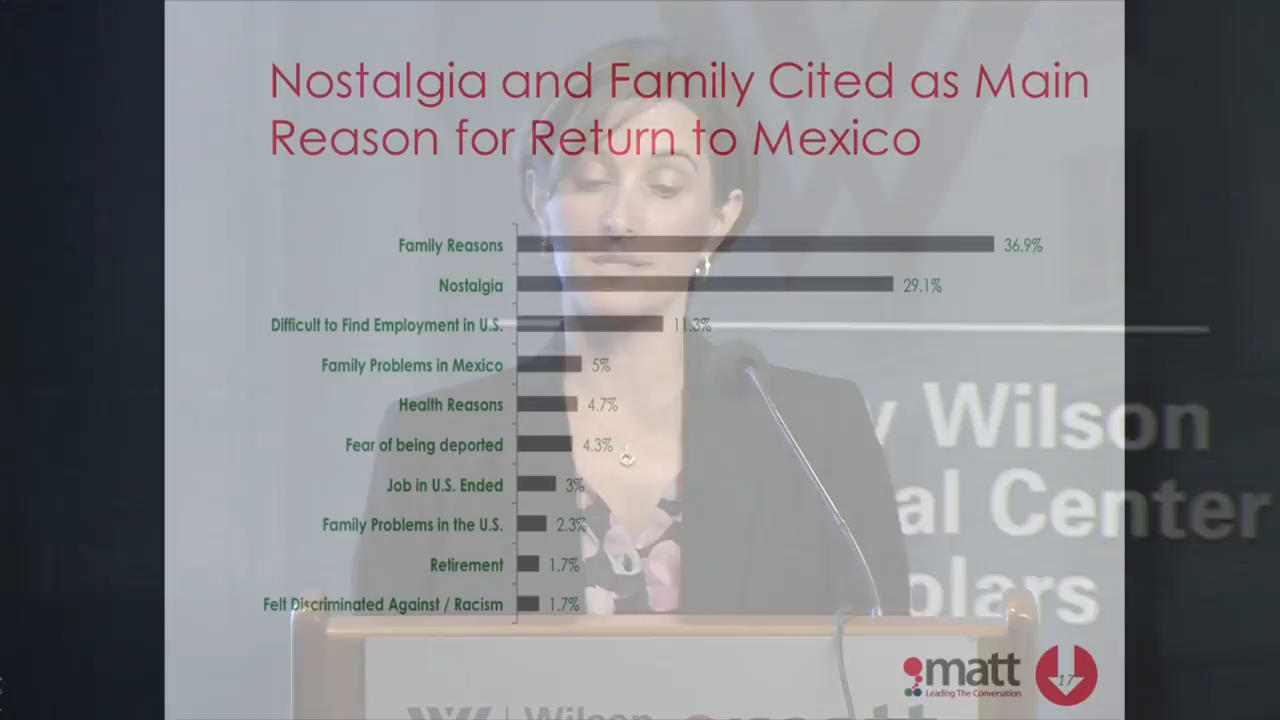 Nostalgia and Family Cited as Main
Reason for Return to Mexico
Family Reasons 36.9%
Nostalgia 29.1%
Difficult to Find Employment in U.S. 11.3%
Family Problems in Mexico 5%
Health Reasons 4.7%
Fear of being deported 4.3%
Job in U.S. Ended 3%
Family Problems in the U.S. 2.3%
Retirement 1.7%
Felt Discriminated Against / Racism 1.7%
Wilson
Center
matt
Leading The Conversation
17
Wilson
matt